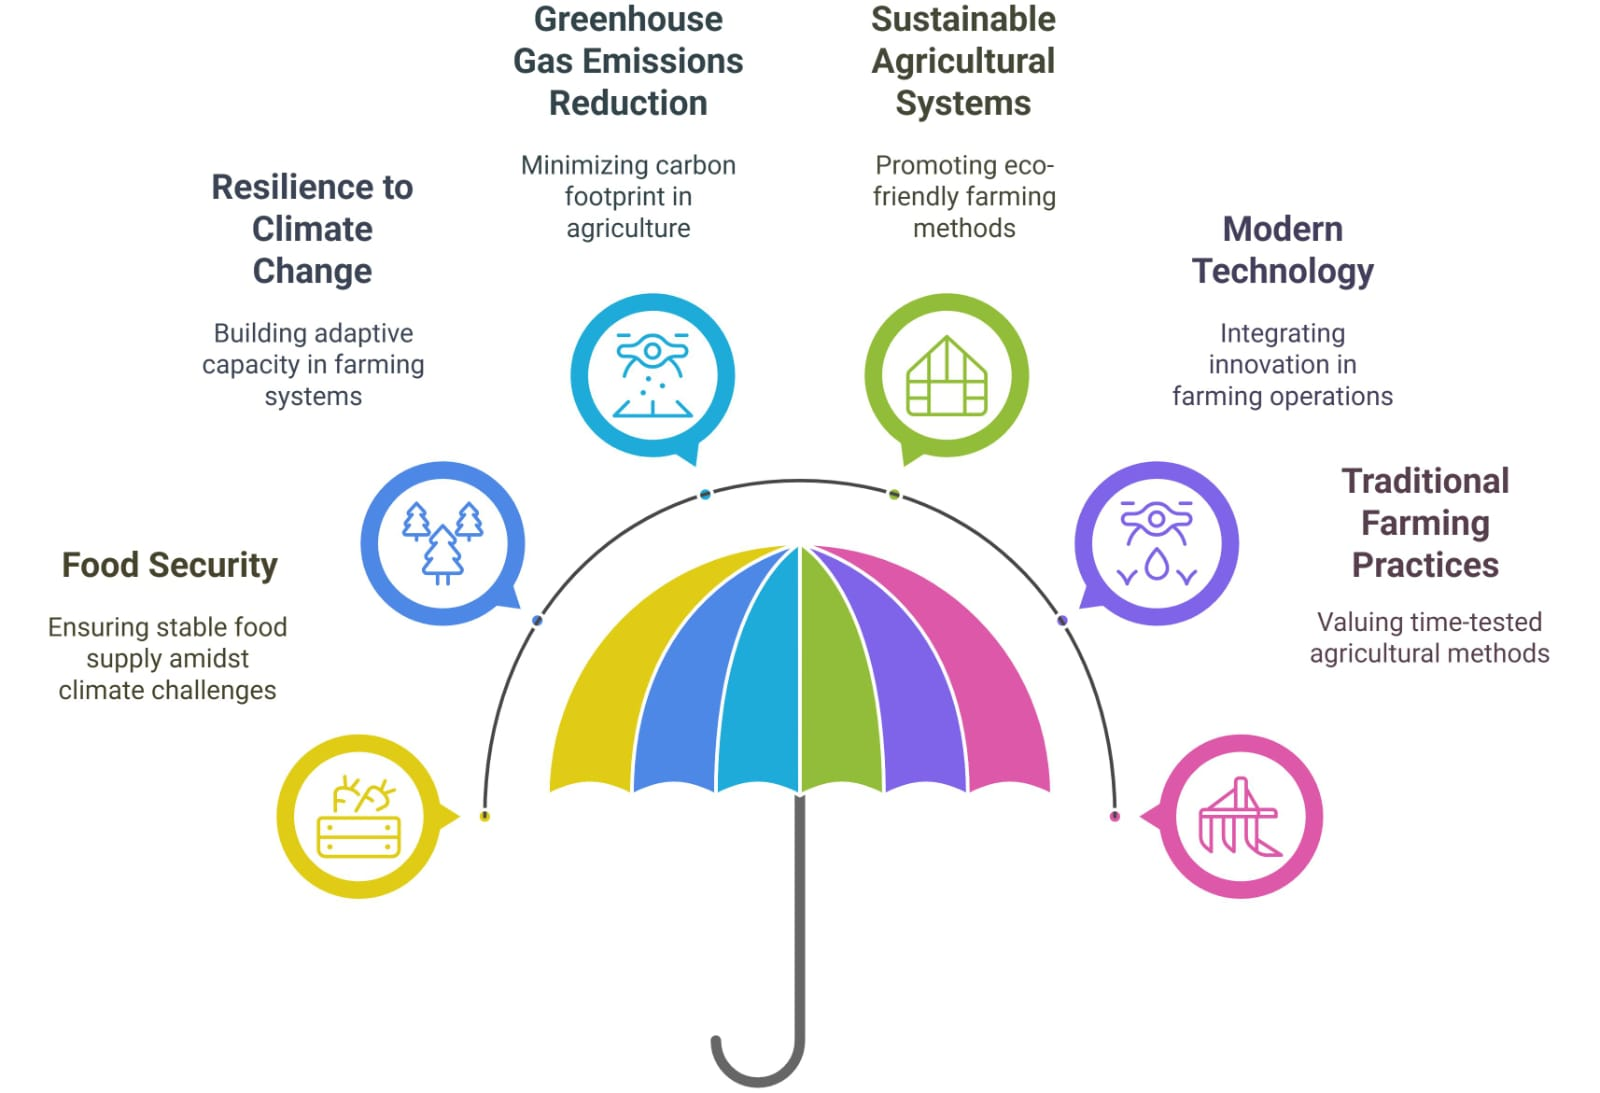 Greenhouse
Gas Emissions
Reduction
Minimizing carbon
footprint in
agriculture
Sustainable
Agricultural
Systems
Promoting eco-
friendly farming
methods
Resilience to
Climate
Change
Building adaptive
capacity in farming
systems
Modern
Technology
Integrating
innovation in
farming operations
Food Security
Ensuring stable food
supply amidst
climate challenges
Traditional
Farming
Practices
Valuing time-tested
agricultural methods